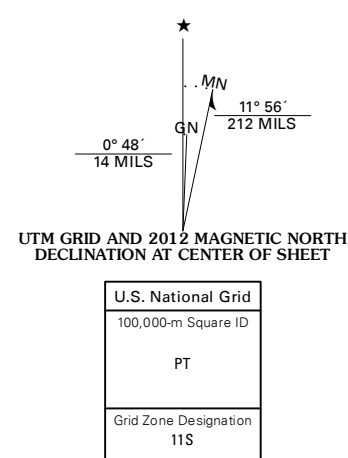 ★
MN
GN
11° 56´
212 MILS
0° 48´
14 MILS
UTM GRID AND 2012 MAGNETIC NORTH
DECLINATION AT CENTER OF SHEET
U.S. National Grid
100,000-m Square ID
PT
Grid Zone Designation
11S